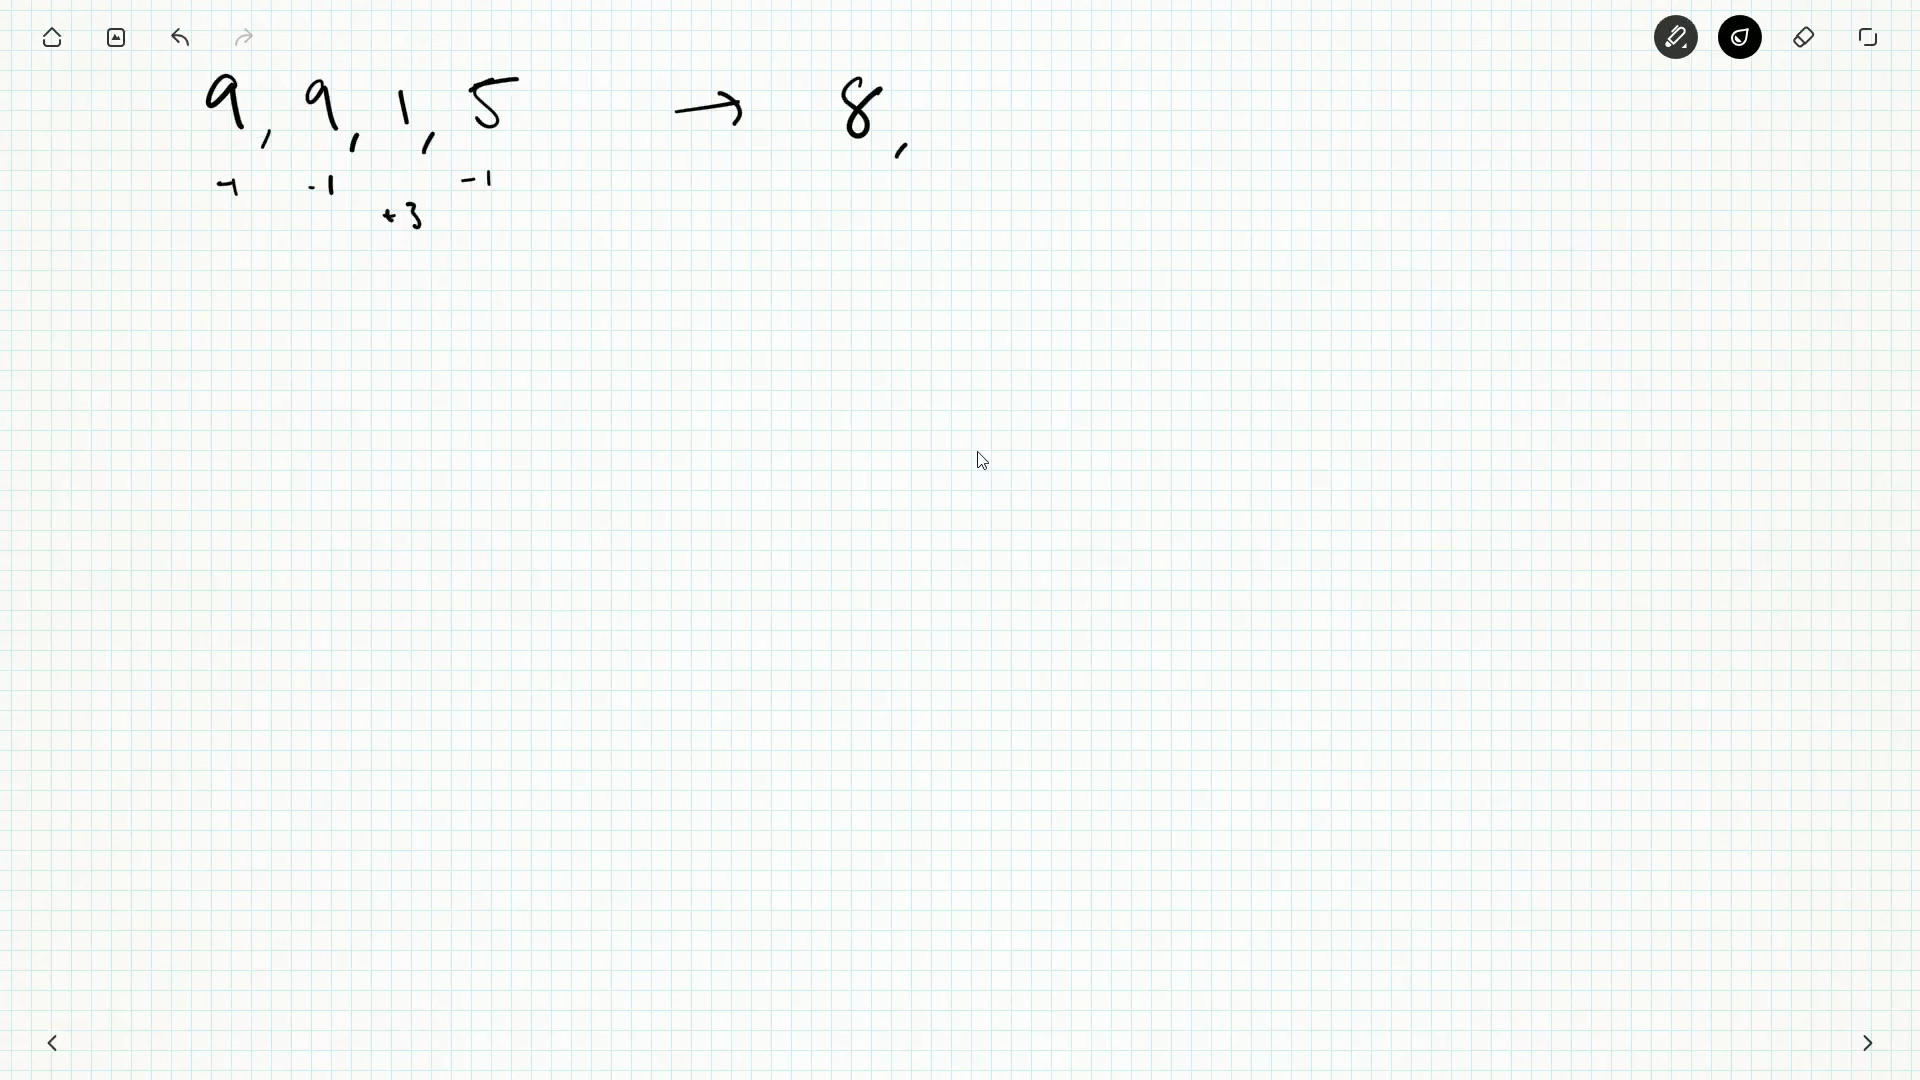 9, 9, 1, 5 → 8,
-1 -1 +3 -1